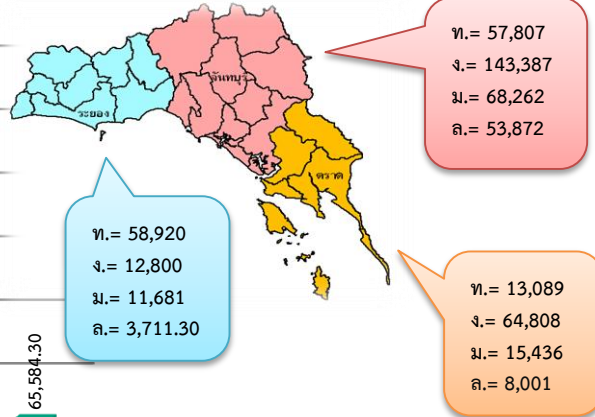 ท.= 57,807
ง.= 143,387
ม.= 68,262
ล.= 53,872
จันทบุรี
ระยอง
ตราด
ท.= 58,920
ง.= 12,800
ม.= 11,681
ล.= 3,711.30
ท.= 13,089
ง.= 64,808
ม.= 15,436
ล.= 8,001
65,584.30